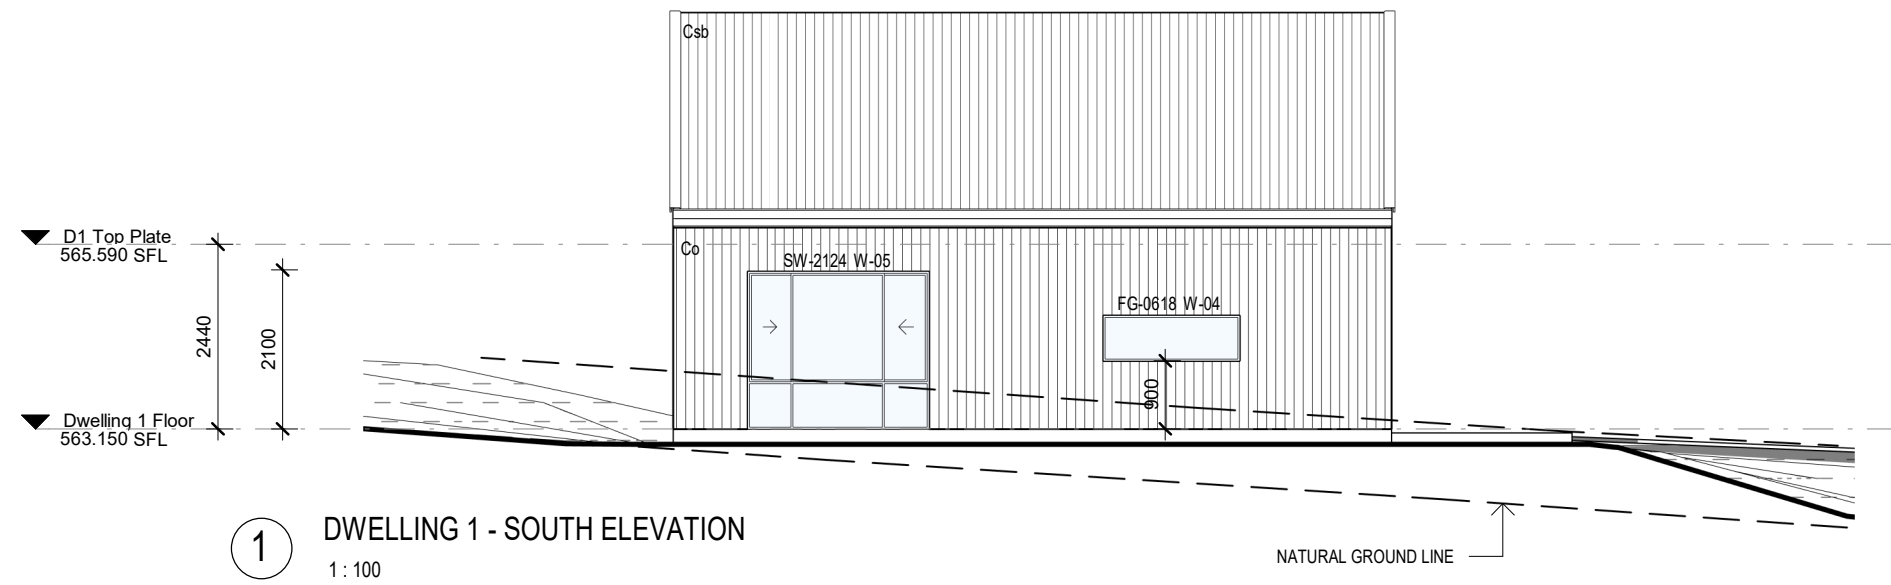 Csb
D1 Top Plate
565.590 SFL
Co
SW-2124 W-05
FG-0618 W-04
2440
2100
900
Dwelling 1 Floor
563.150 SFL
1
DWELLING 1 - SOUTH ELEVATION
1 : 100
NATURAL GROUND LINE